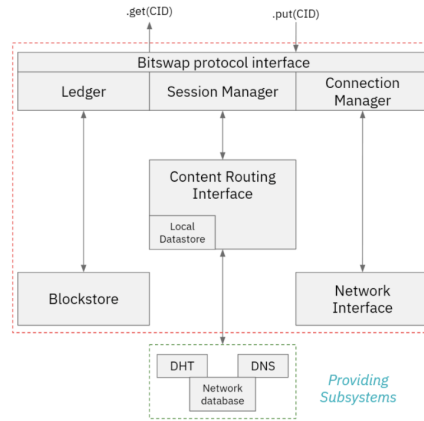 .get(CID)
.put(CID)
Bitswap protocol interface
Ledger
Session Manager
Connection
Manager
Content Routing
Interface
Local
Datastore
Blockstore
Network
Interface
DHT
DNS
Network
database
Providing
Subsystems